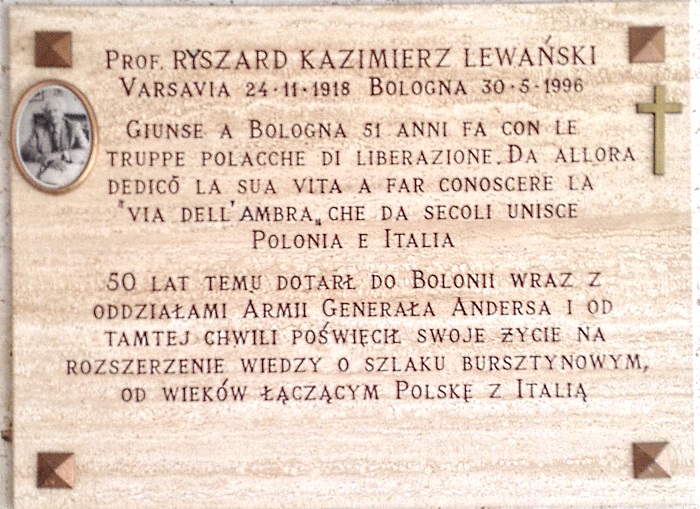 Prof. RYSZARD KAZIMIERZ LEWAŃSKI
VARSAVIA 24·11·1918 BOLOGNA 30·5·1996
GIUNSE A BOLOGNA 51 ANNI FA CON LE
TRUPPE POLACCHE DI LIBERAZIONE. DA ALLORA
DEDICÓ LA SUA VITA A FAR CONOSCERE LA
"VIA DELL'AMBRA„ CHE DA SECOLI UNISCE
POLONIA E ITALIA
50 LAT TEMU DOTARŁ DO BOLONII WRAZ Z
ODDZIAŁAMI ARMII GENERAŁA ANDERSA I OD
TAMTEJ CHWILI POŚWIĘCIŁ SWOJE ŻYCIE NA
ROZSZERZENIE WIEDZY O SZLAKU BURSZTYNOWYM,
OD WIEKÓW ŁĄCZĄCYM POLSKĘ Z ITALIĄ